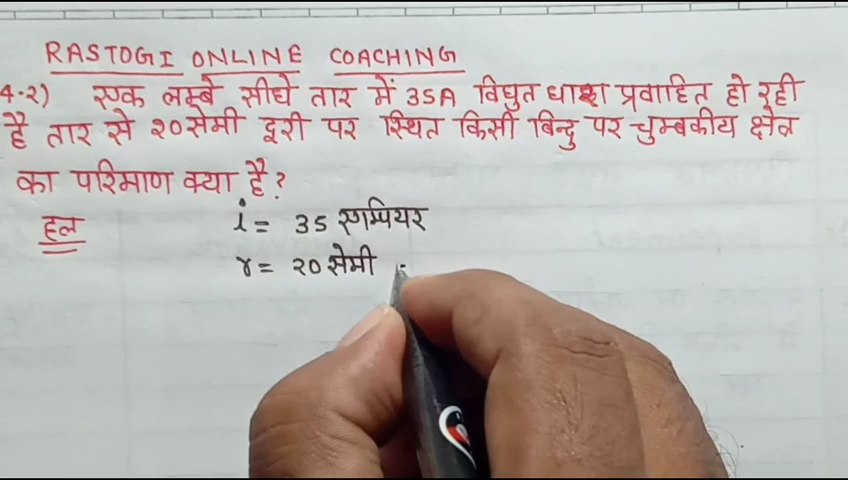 RASTOGI ONLINE COACHING
4.2) एक लम्बे सीधे तार में 35A विघुत धारा प्रवाहित हो रही
है तार से 20 सेमी दूरी पर स्थित किसी बिन्दु पर चुम्बकीय क्षेत्र
का परिमाण क्या है?
हल i = 35 एम्पियर
r = 20 सेमी